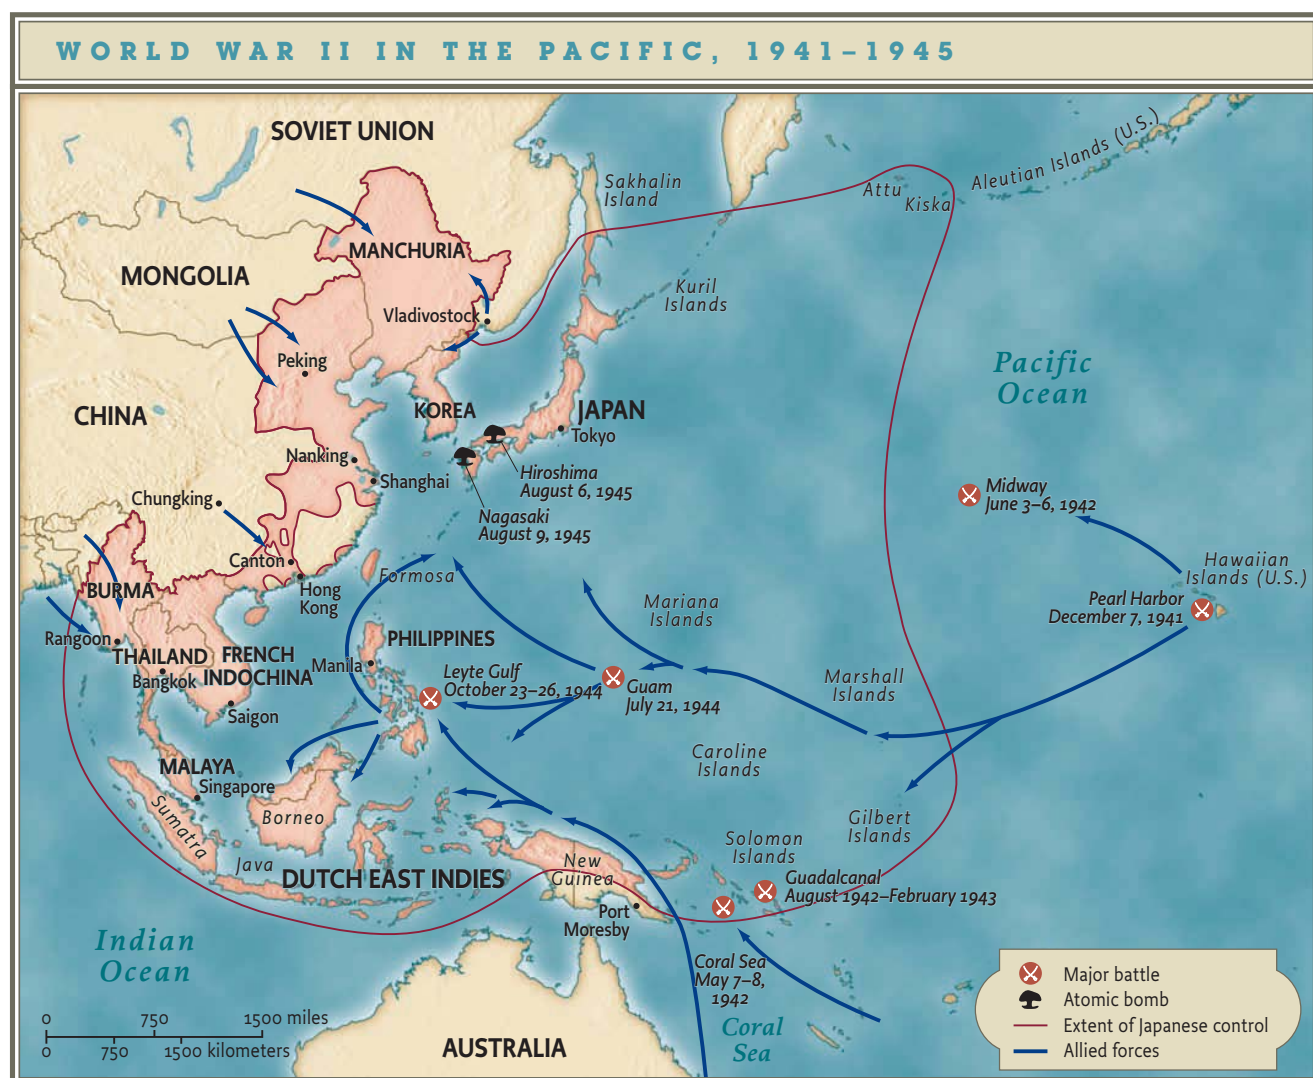 WORLD WAR II IN THE PACIFIC, 1941–1945
SOVIET UNION
Aleutian Islands (U.S.)
Sakhalin
Island
Attu
Kiska
MANCHURIA
MONGOLIA
Kuril
Islands
Vladivostock
Pacific
Ocean
Peking
CHINA
KOREA
JAPAN
Tokyo
Nanking
Shanghai
Hiroshima
August 6, 1945
Midway
June 3–6, 1942
Chungking
Nagasaki
August 9, 1945
Canton
Formosa
Hawaiian
Islands (U.S.)
BURMA
Hong
Kong
Mariana
Islands
Pearl Harbor
December 7, 1941
Rangoon
THAILAND
FRENCH
INDOCHINA
PHILIPPINES
Manila
Bangkok
Leyte Gulf
October 23–26, 1944
Guam
July 21, 1944
Marshall
Islands
Saigon
Caroline
Islands
MALAYA
Singapore
Sumatra
Borneo
Gilbert
Islands
Solomon
Islands
Java
DUTCH EAST INDIES
New
Guinea
Guadalcanal
August 1942–February 1943
Port
Moresby
Indian
Ocean
Coral Sea
May 7–8,
1942
Coral
Sea
AUSTRALIA
0 750 1500 miles
0 750 1500 kilometers
Major battle
Atomic bomb
Extent of Japanese control
Allied forces